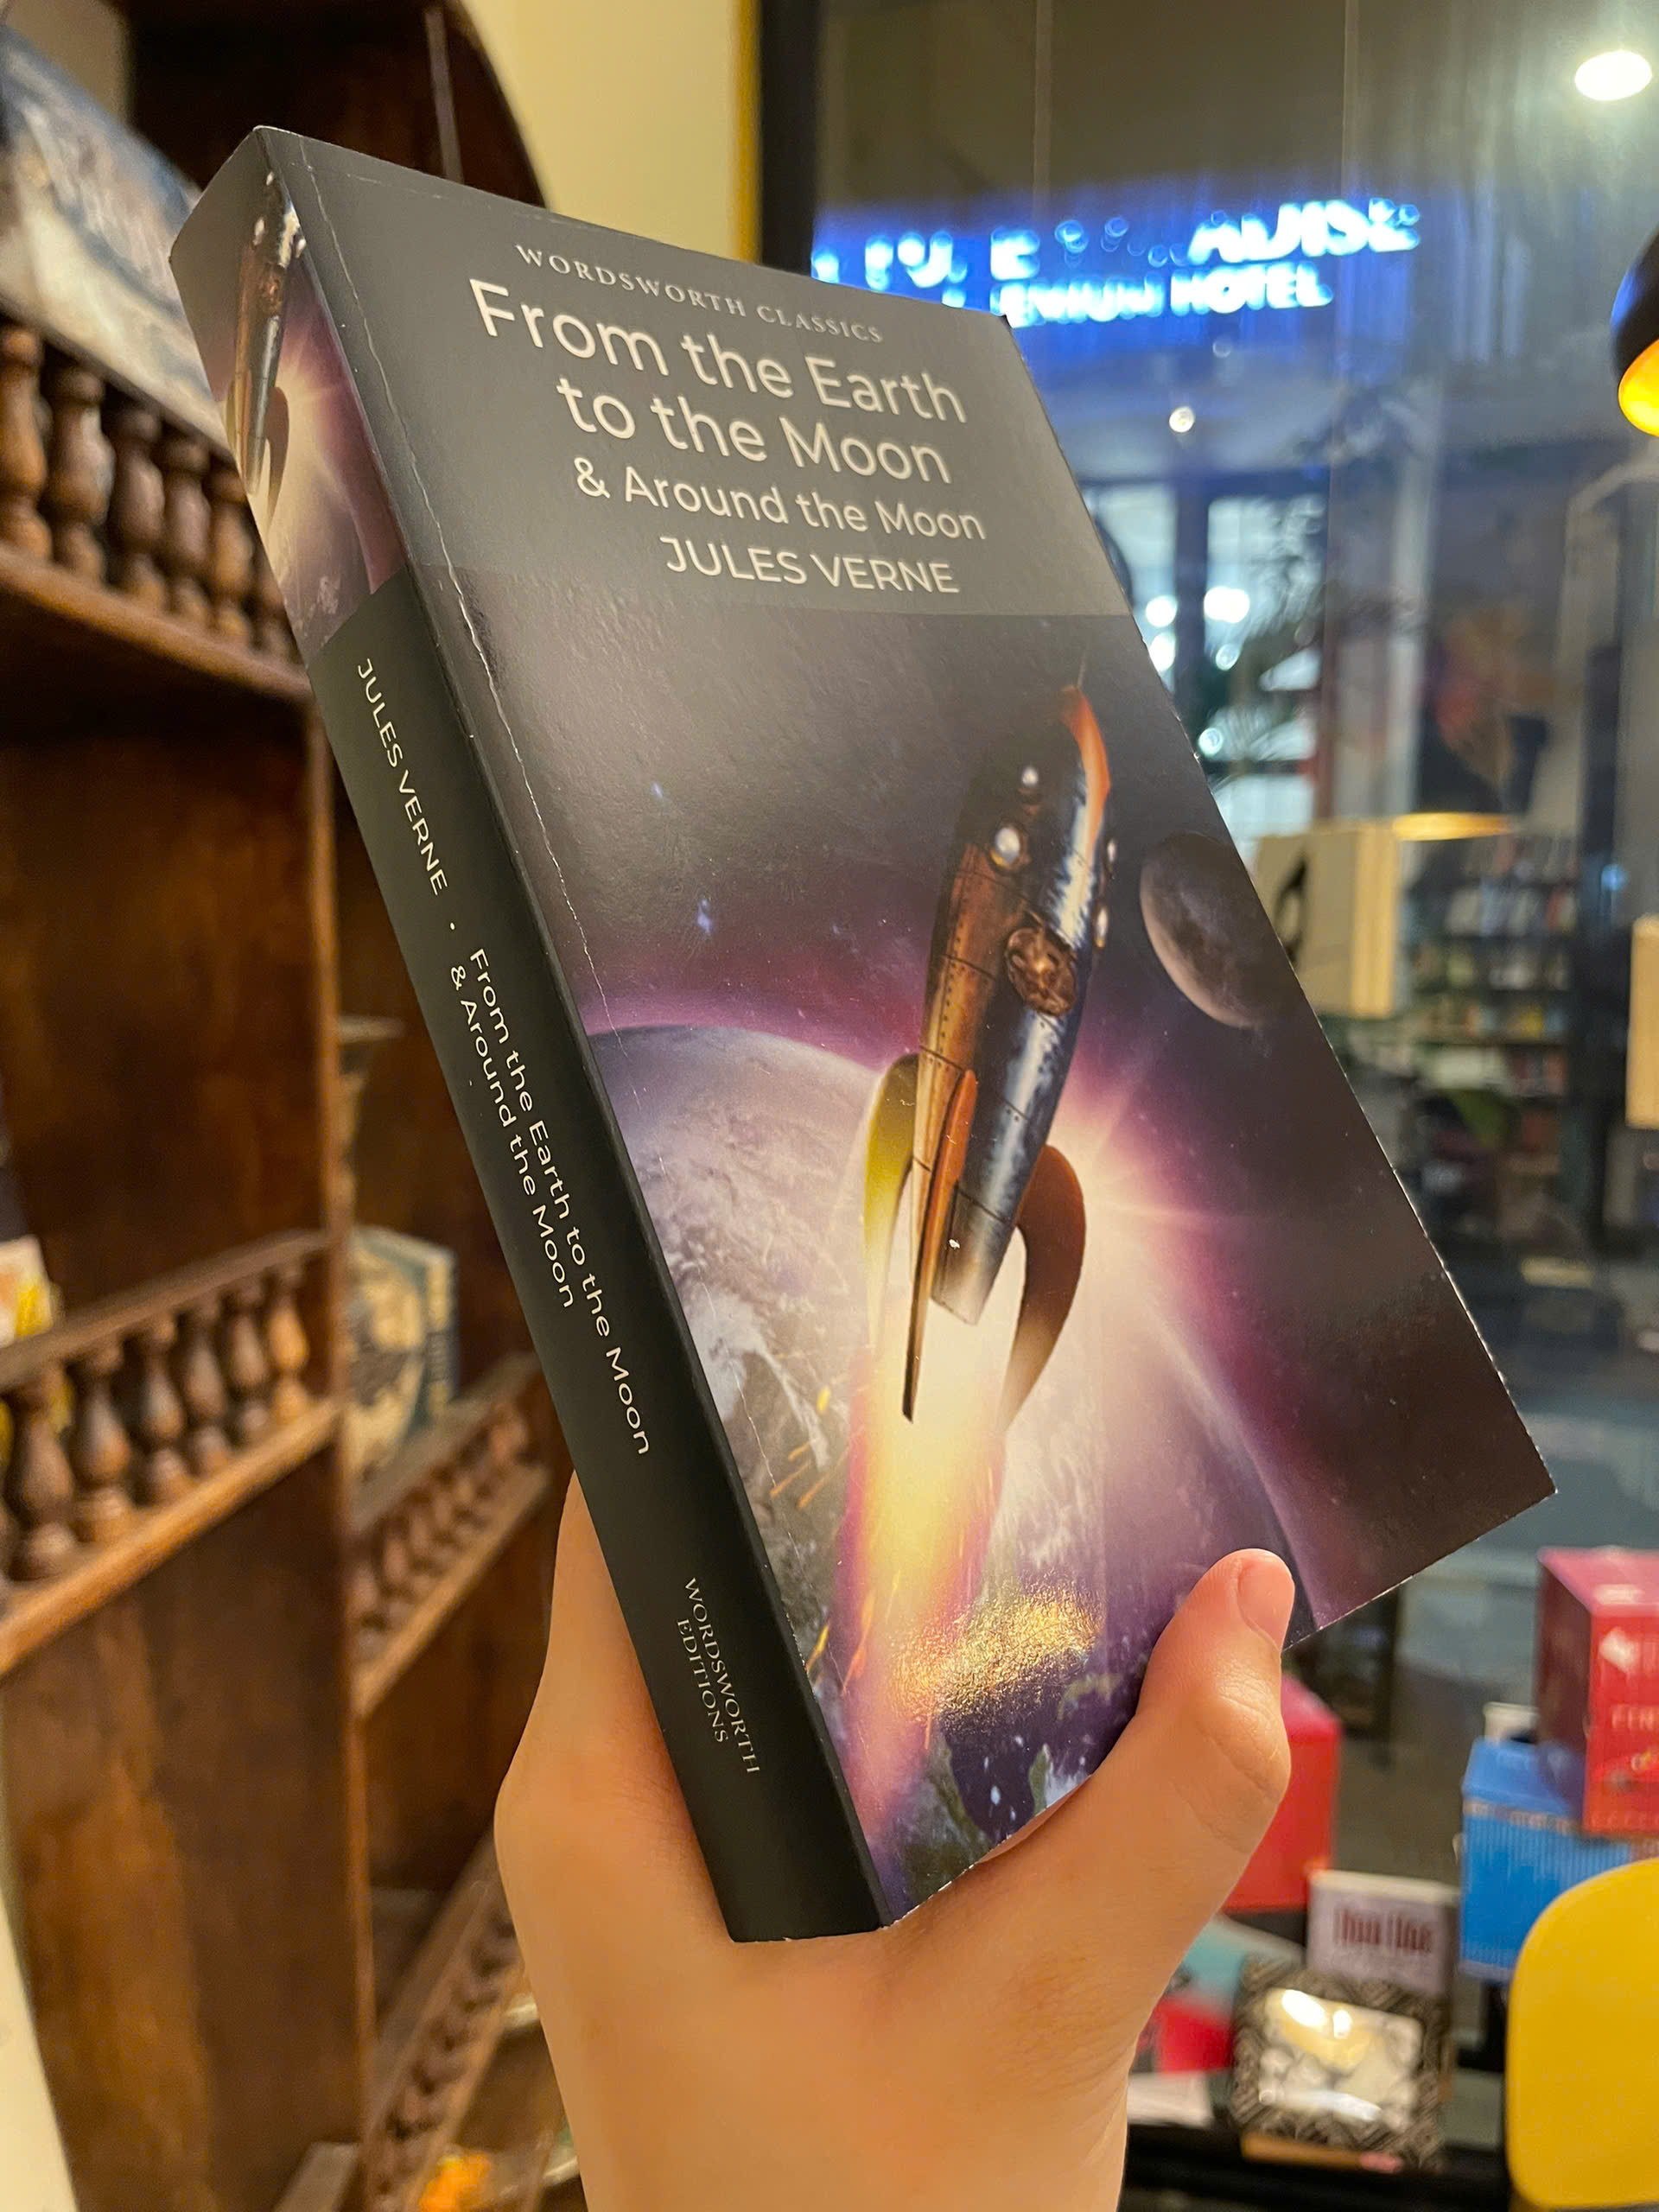 WORDSWORTH CLASSICS
From the Earth
to the Moon
& Around the Moon
JULES VERNE
JULES VERNE • From the Earth to the Moon
& Around the Moon
WORDSWORTH
EDITIONS
HOTEL